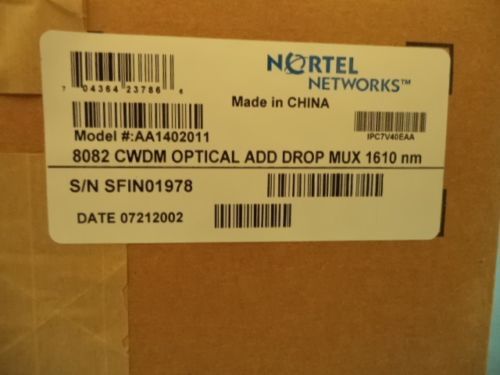 NORTEL
NETWORKS™
7 04364 23786 6
Made in CHINA
IPC7V40EAA
Model #:AA1402011
8082 CWDM OPTICAL ADD DROP MUX 1610 nm
S/N SFIN01978
DATE 07212002